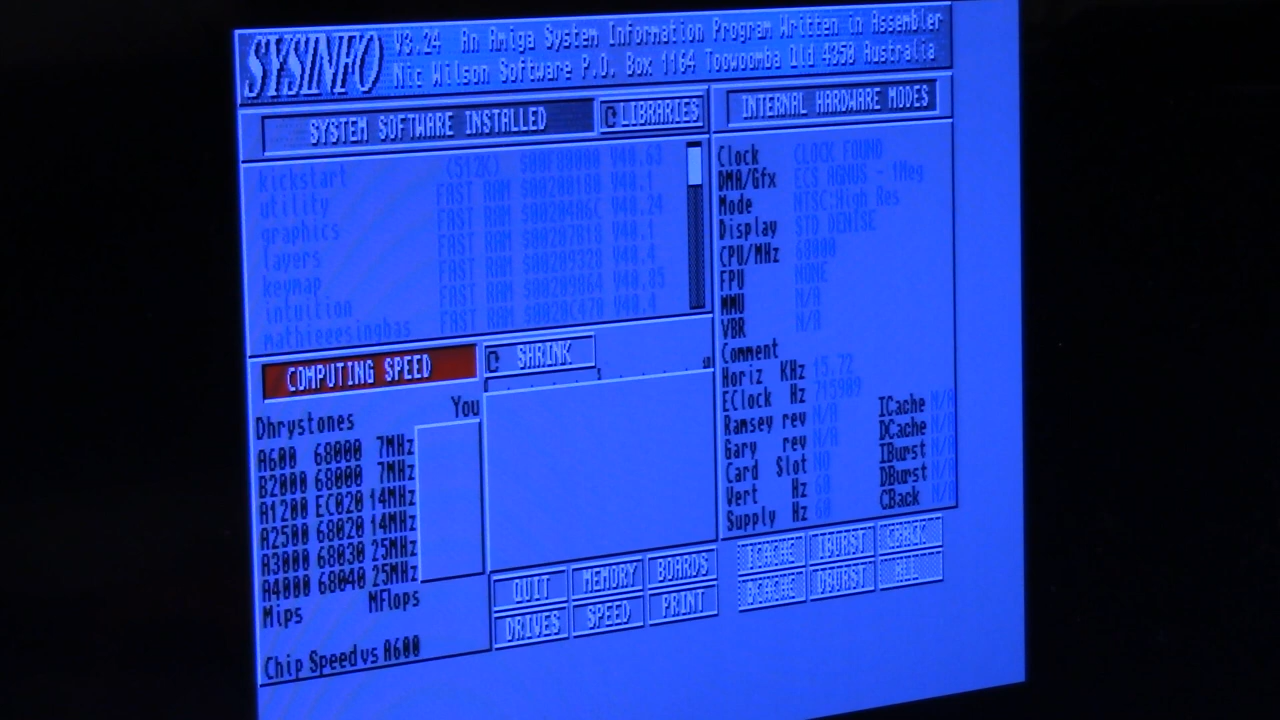 SYSINFO V3.24 An Amiga System Information Program Written in Assembler
Nic Wilson Software P.O. Box 1164 Toowoomba Qld 4350 Australia
SYSTEM SOFTWARE INSTALLED
LIBRARIES
kickstart (512K) $00F80000 V40.63
utility FAST RAM $00200180 V40.1
graphics FAST RAM $0020486C V40.24
layers FAST RAM $00207818 V40.1
keymap FAST RAM $00209328 V40.4
intuition FAST RAM $00209864 V40.85
mathieeesingbas FAST RAM $0020C470 V40.4
INTERNAL HARDWARE MODES
Clock CLOCK FOUND
DMA/Gfx ECS AGNUS - 1Meg
Mode NTSC:High Res
Display STD DENISE
CPU/MHz 68000
FPU NONE
MMU N/A
VBR N/A
Comment
Horiz KHz 15.72
EClock Hz 715909
Ramsey rev N/A
Gary rev N/A
Card Slot NO
Vert Hz 60
Supply Hz 60
ICache N/A
DCache N/A
IBurst N/A
DBurst N/A
CBack N/A
COMPUTING SPEED
SHRINK
Dhrystones You
A600 68000 7MHz
B2000 68000 7MHz
A1200 EC020 14MHz
A2500 68020 14MHz
A3000 68030 25MHz
A4000 68040 25MHz
Mips MFlops
Chip Speed vs A600
QUIT MEMORY BOARDS
DRIVES SPEED PRINT
ICACHE IBURST CBACK
DCACHE DBURST ALL